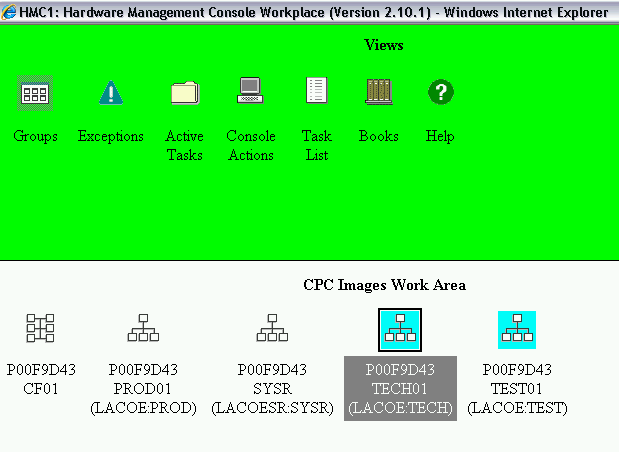 HMC1: Hardware Management Console Workplace (Version 2.10.1) - Windows Internet Explorer
Views
Groups
Exceptions
Active
Tasks
Console
Actions
Task
List
Books
?
Help
CPC Images Work Area
P00F9D43
CF01
P00F9D43
PROD01
(LACOE:PROD)
P00F9D43
SYSR
(LACOESR:SYSR)
P00F9D43
TECH01
(LACOE:TECH)
P00F9D43
TEST01
(LACOE:TEST)